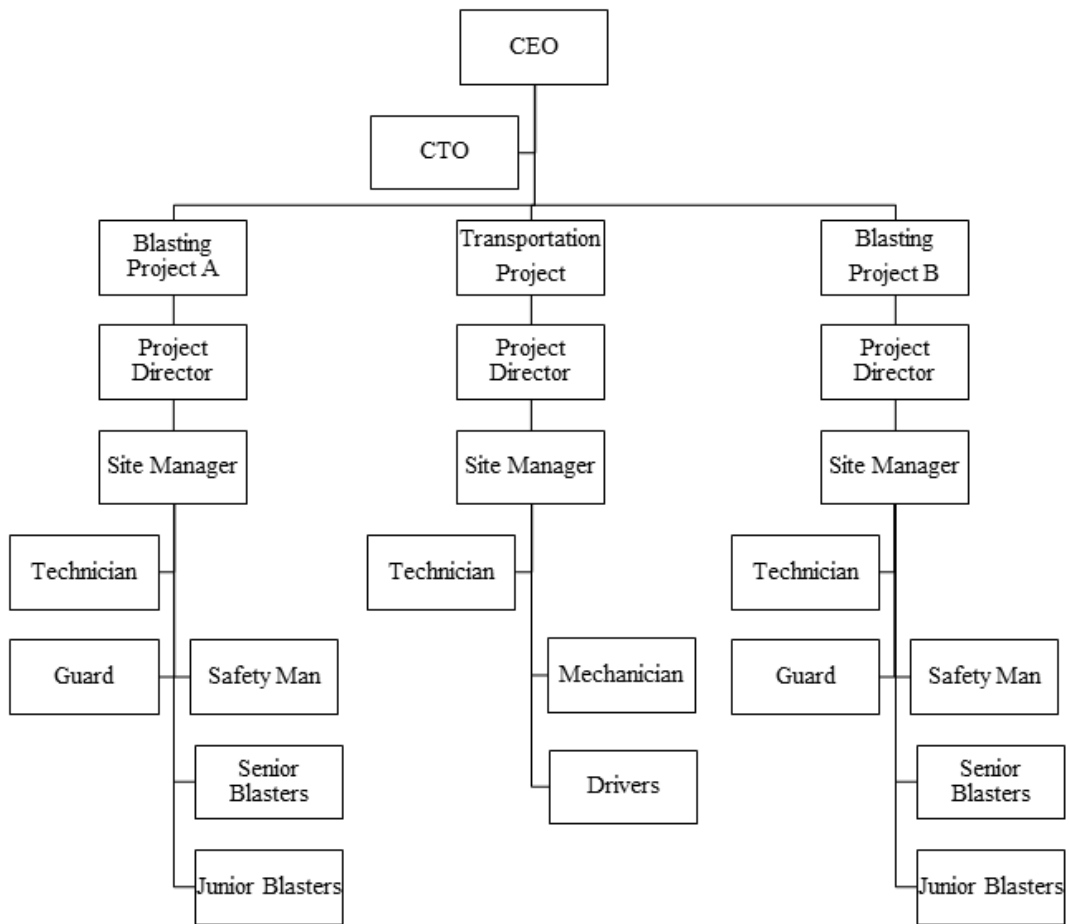 CEO
CTO
Blasting
Project A
Transportation
Project
Blasting
Project B
Project
Director
Project
Director
Project
Director
Site Manager
Site Manager
Site Manager
Technician
Technician
Technician
Guard
Safety Man
Mechanician
Guard
Safety Man
Senior
Blasters
Drivers
Senior
Blasters
Junior Blasters
Junior Blasters